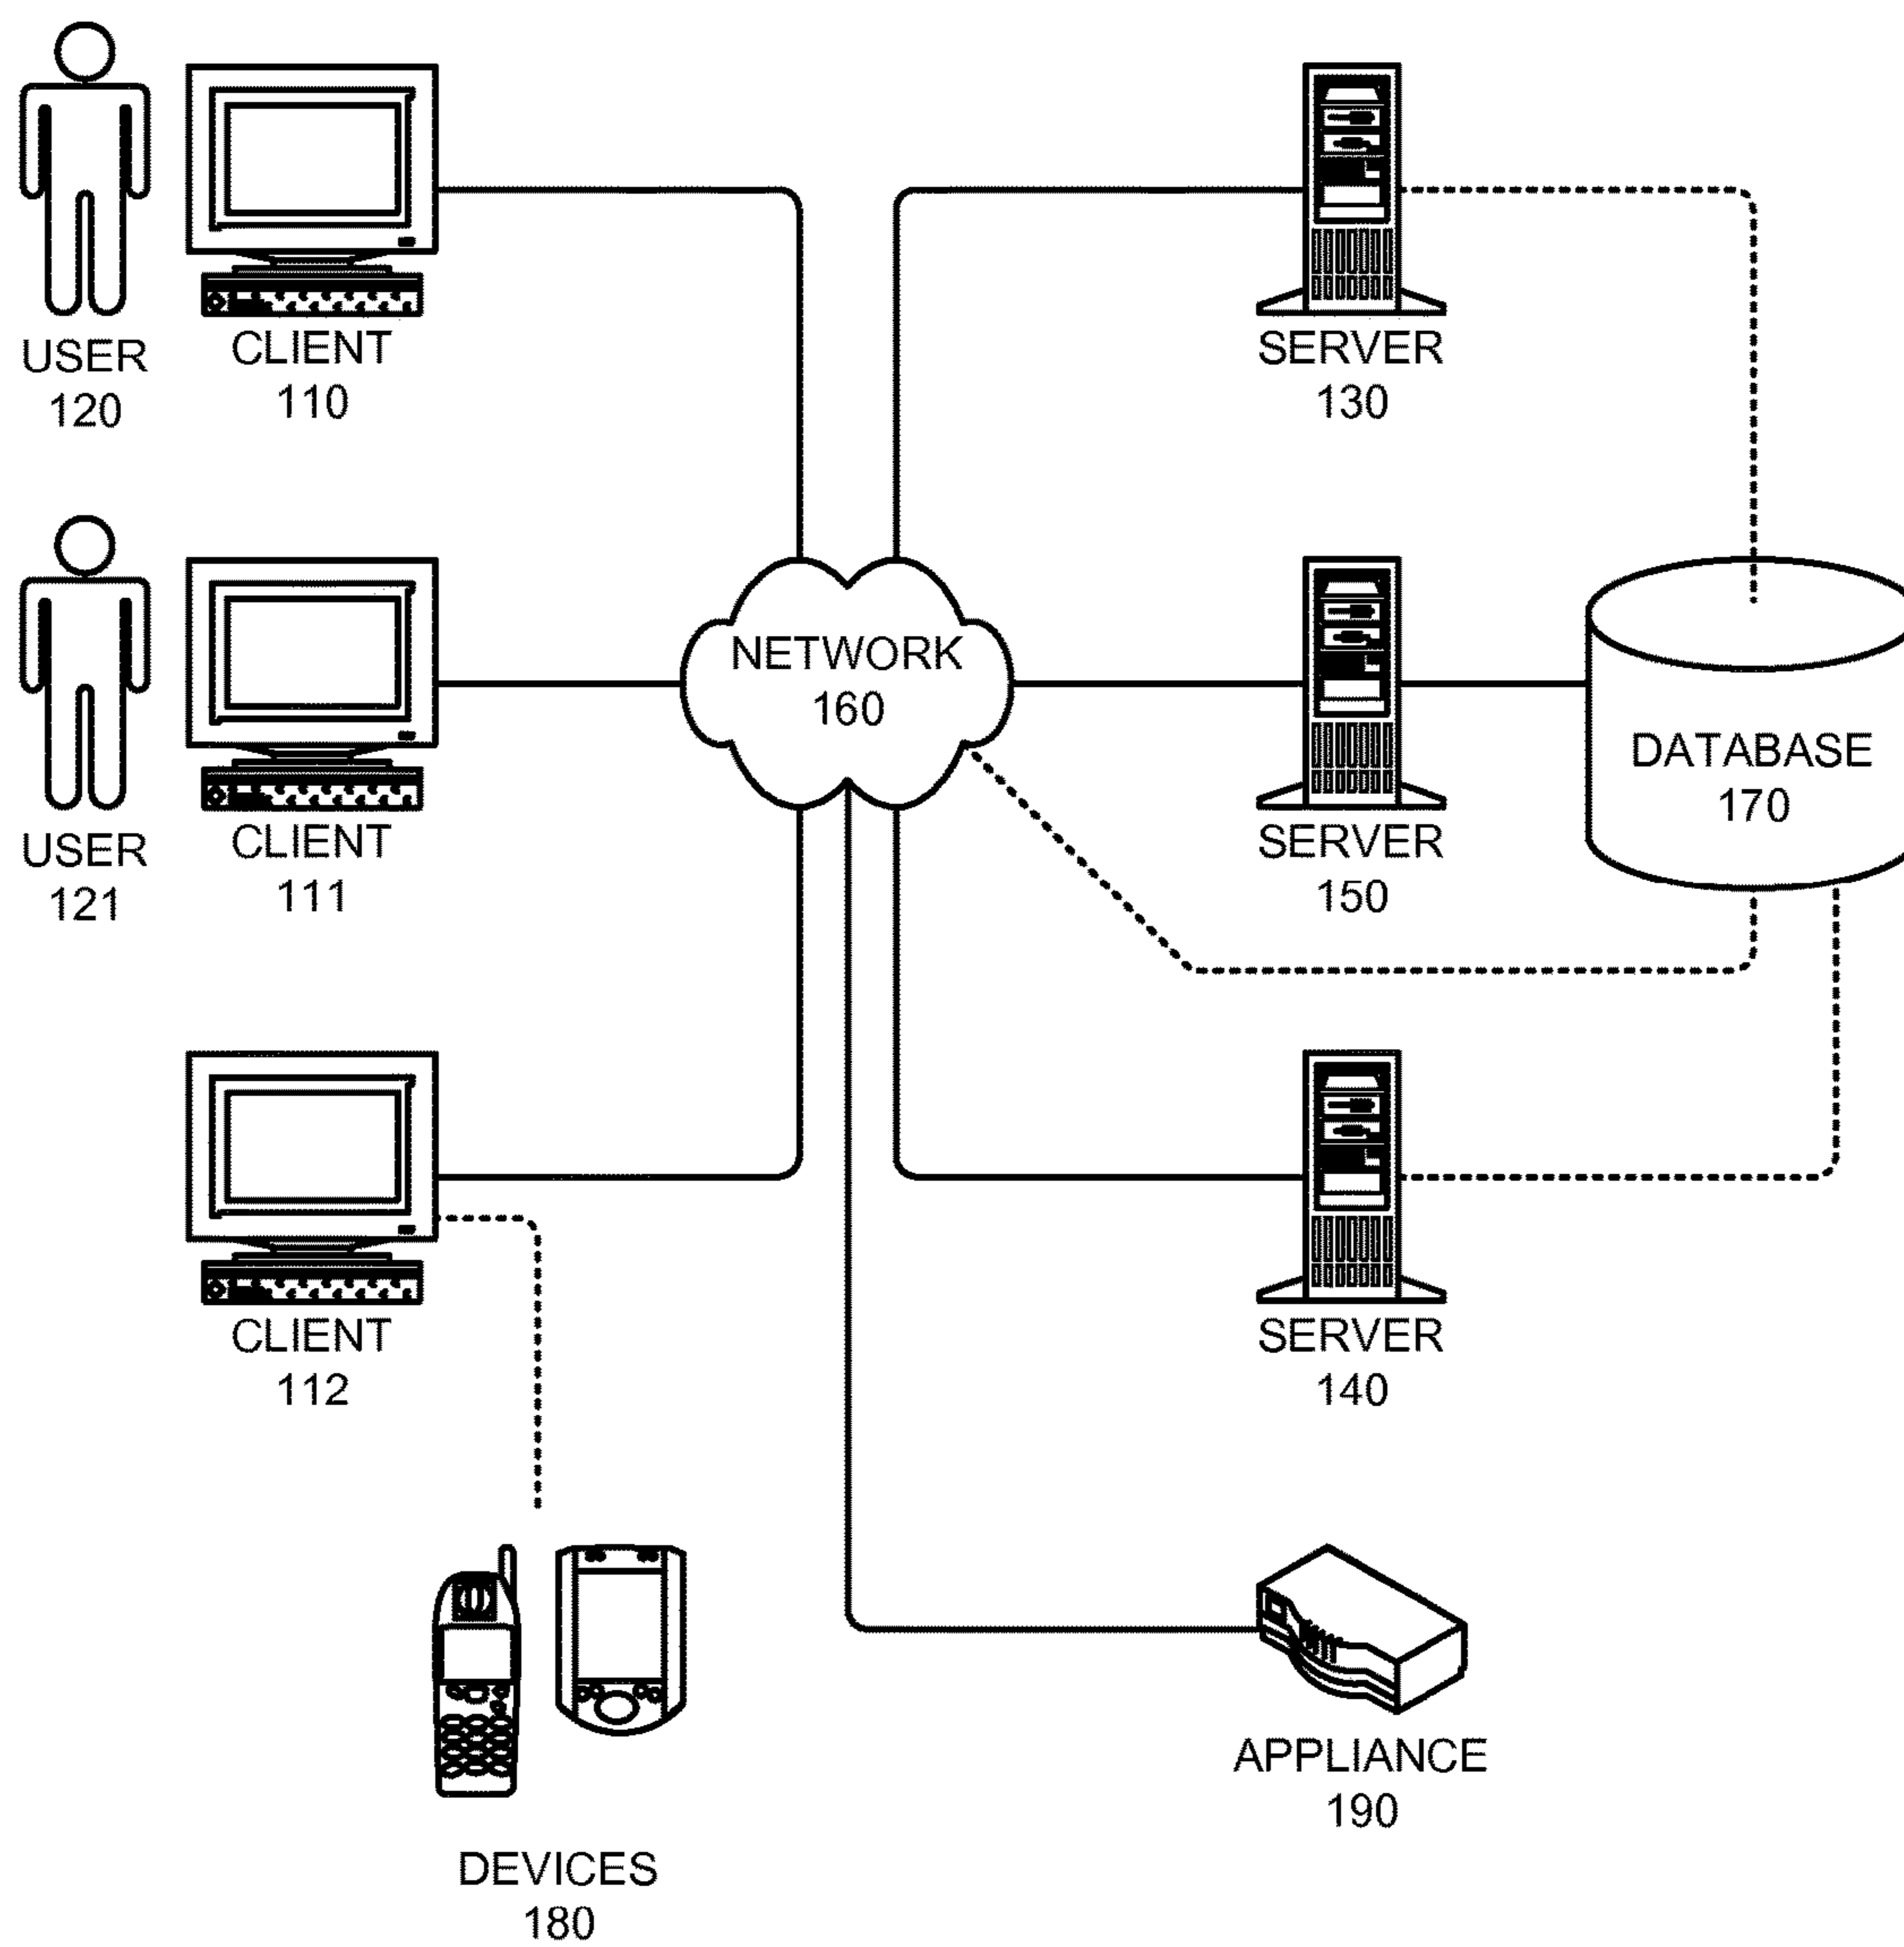 USER
120
CLIENT
110
SERVER
130
USER
121
CLIENT
111
NETWORK
160
SERVER
150
DATABASE
170
CLIENT
112
SERVER
140
DEVICES
180
APPLIANCE
190